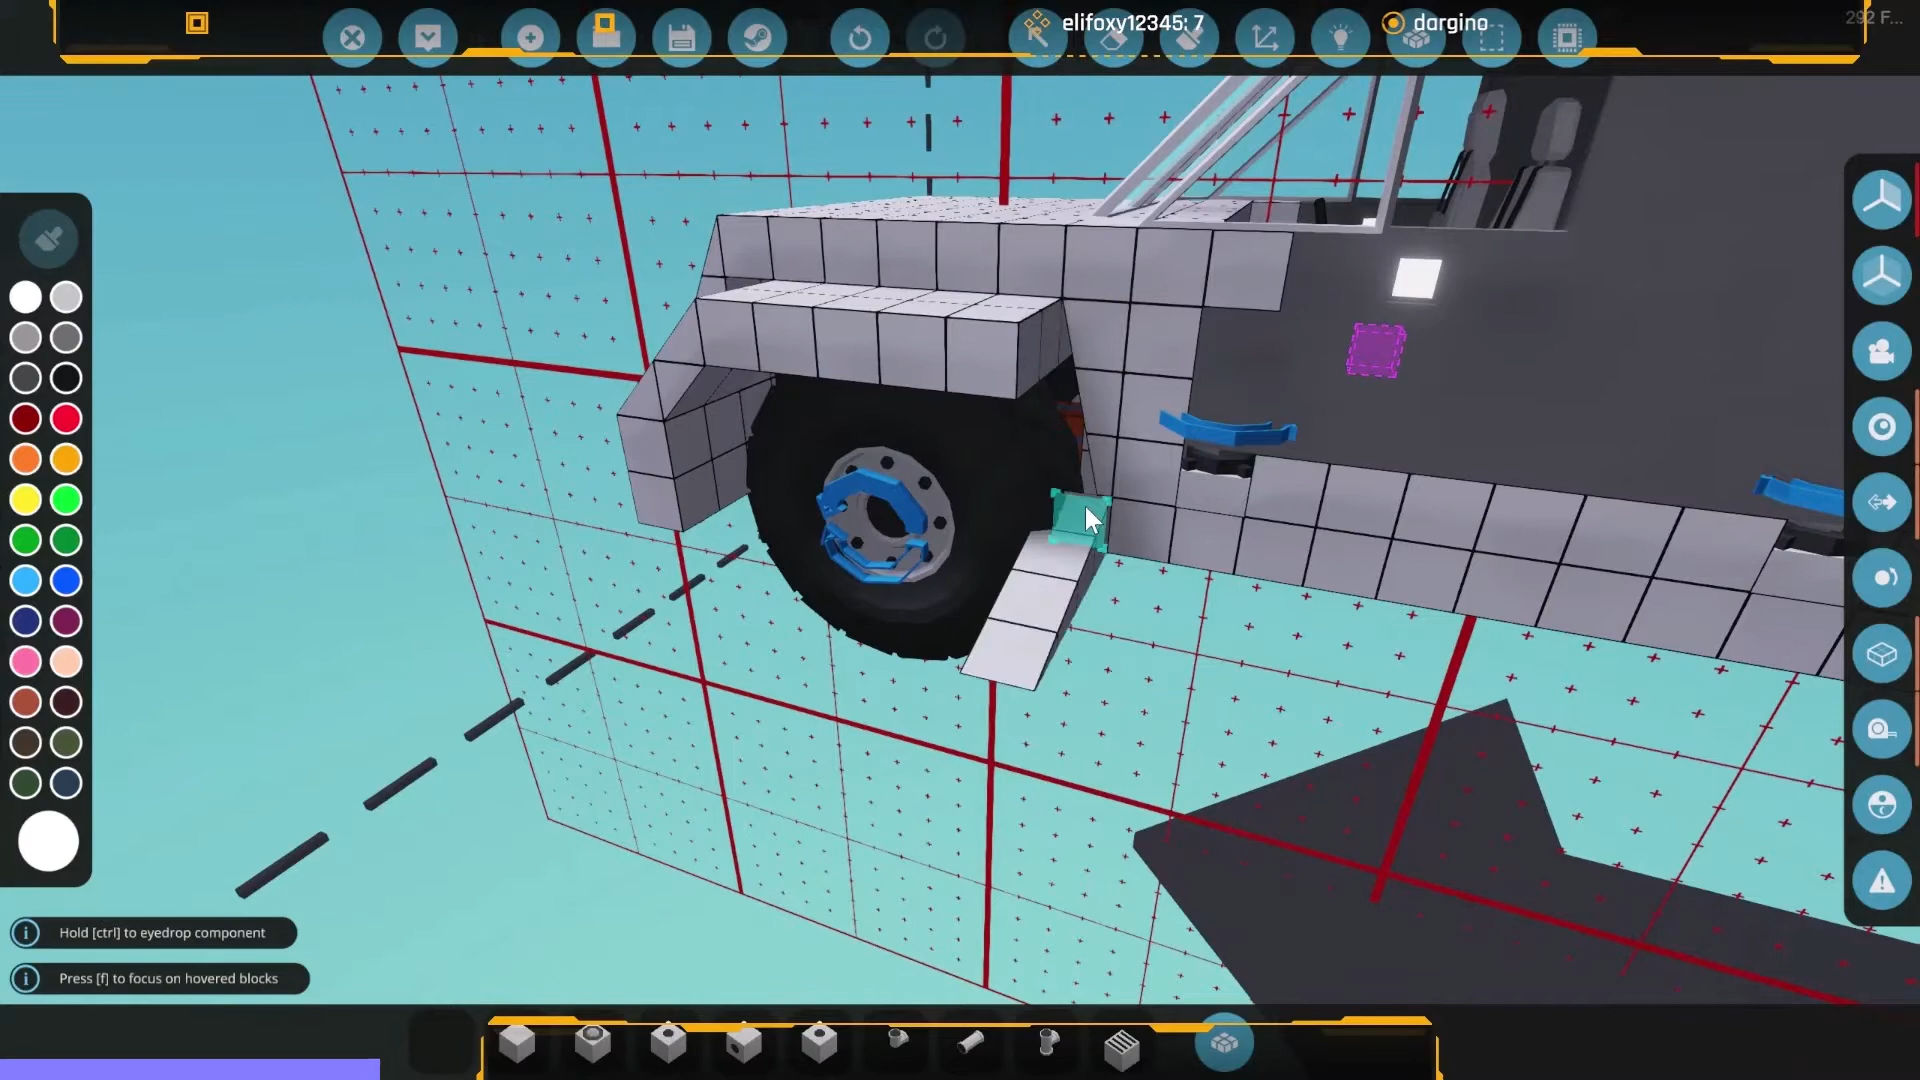 elifoxy12345: 7
dargino
Hold [ctrl] to eyedrop component
Press [f] to focus on hovered blocks